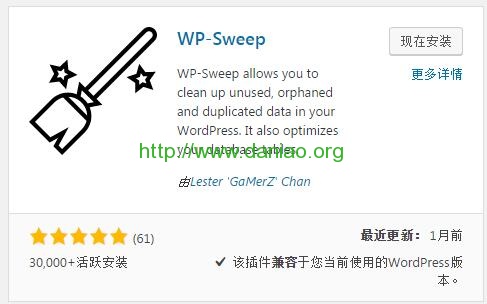 WP-Sweep
现在安装
更多详情
WP-Sweep allows you to
clean up unused, orphaned
and duplicated data in your
WordPress. It also optimizes
your database tables.
http://www.daniao.org
由Lester 'GaMerZ' Chan
(61)
最近更新：1月前
30,000+活跃安装
该插件兼容于您当前使用的WordPress版
本。